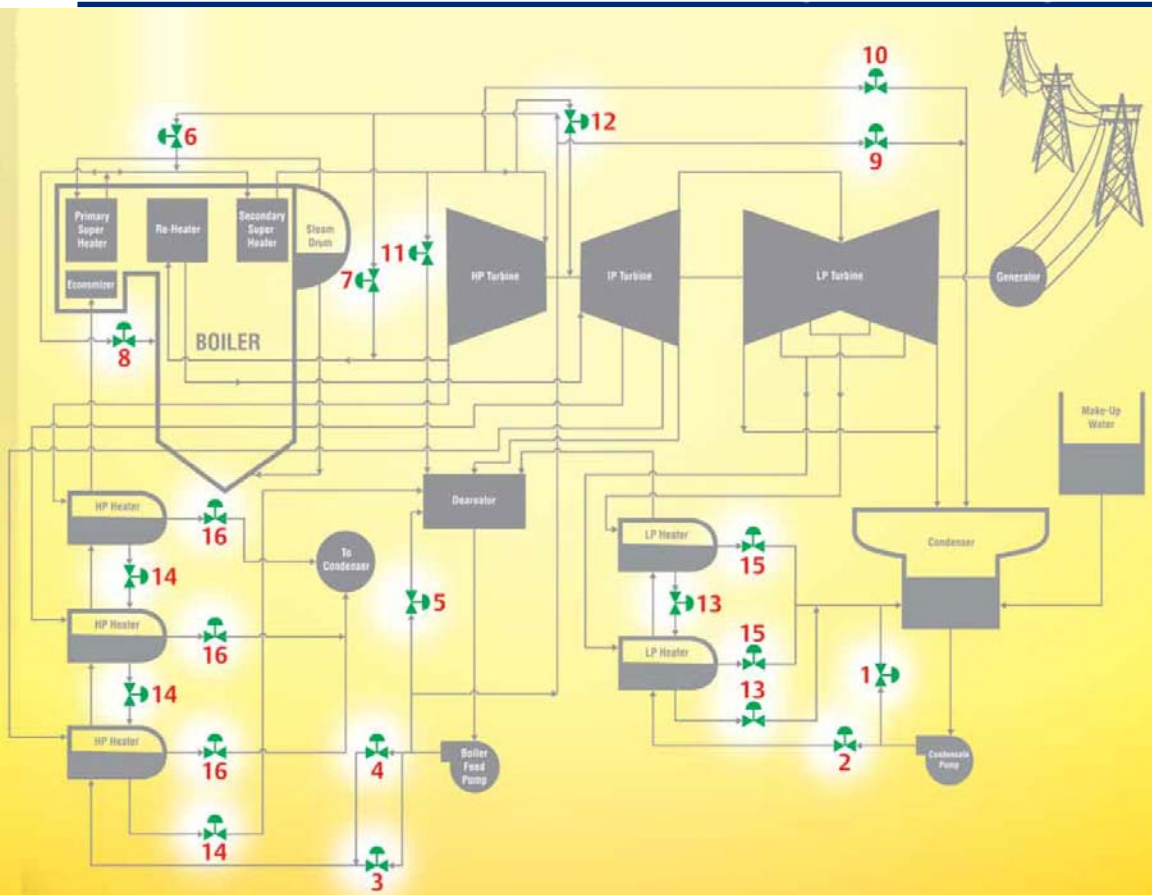 10
6
12
9
Primary
Super
Heater
Re-Heater
Secondary
Super
Heater
Steam
Drum
11
7
HP Turbine
IP Turbine
LP Turbine
Generator
Economizer
BOILER
8
Make-Up
Water
HP Heater
16
Deareator
To
Condenser
LP Heater
15
Condenser
14
5
13
HP Heater
16
LP Heater
15
13
1
14
HP Heater
16
4
Boiler
Feed
Pump
2
Condensate
Pump
14
3